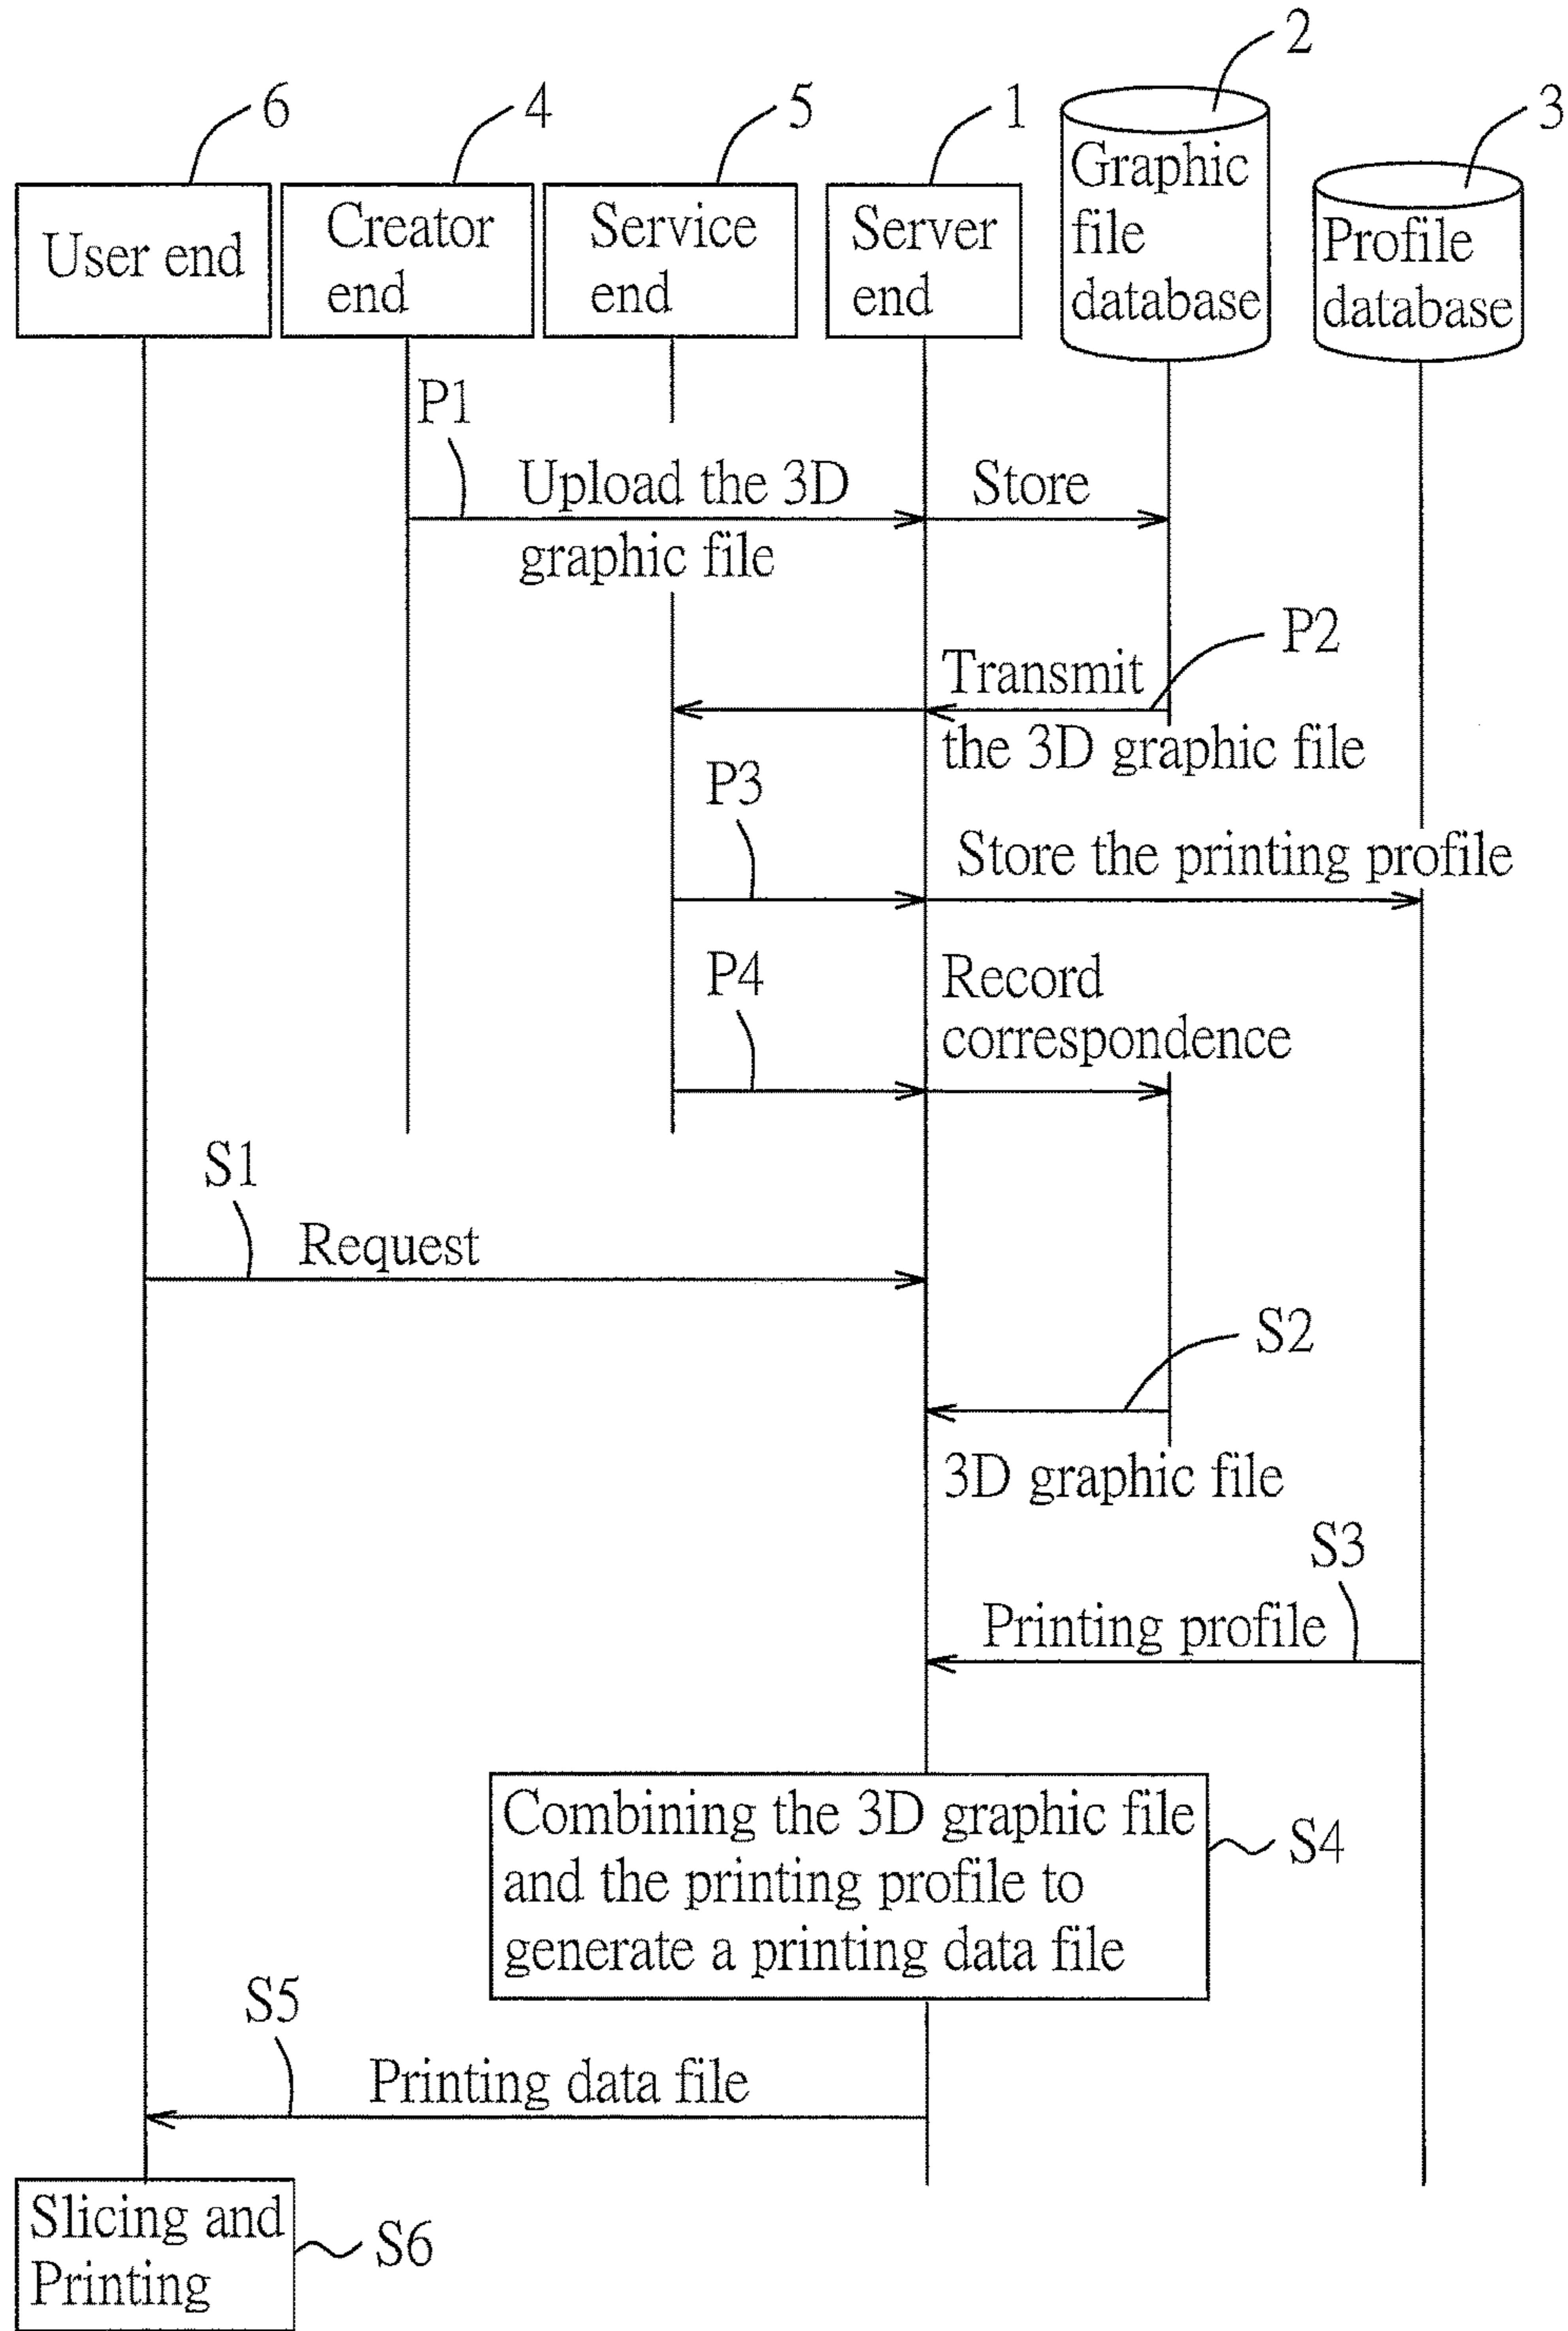 2
6
4
5
1
3
User end
Creator
end
Service
end
Server
end
Graphic
file
database
Profile
database
P1
Upload the 3D
graphic file
Store
P2
Transmit
the 3D graphic file
P3
Store the printing profile
P4
Record
correspondence
S1
Request
S2
3D graphic file
S3
Printing profile
Combining the 3D graphic file
and the printing profile to
generate a printing data file
S4
S5
Printing data file
Slicing and
Printing
S6